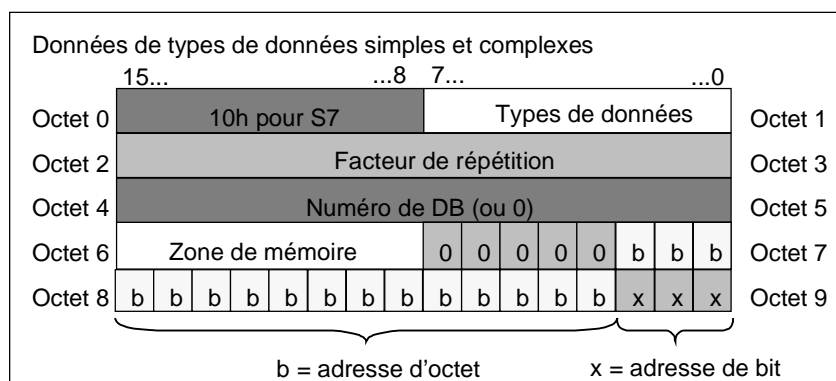 Données de types de données simples et complexes
15... ...8 7... ...0
Octet 0 10h pour S7 Types de données Octet 1
Octet 2 Facteur de répétition Octet 3
Octet 4 Numéro de DB (ou 0) Octet 5
Octet 6 Zone de mémoire 0 0 0 0 0 b b b Octet 7
Octet 8 b b b b b b b b b b b b b x x x Octet 9
b = adresse d'octet x = adresse de bit